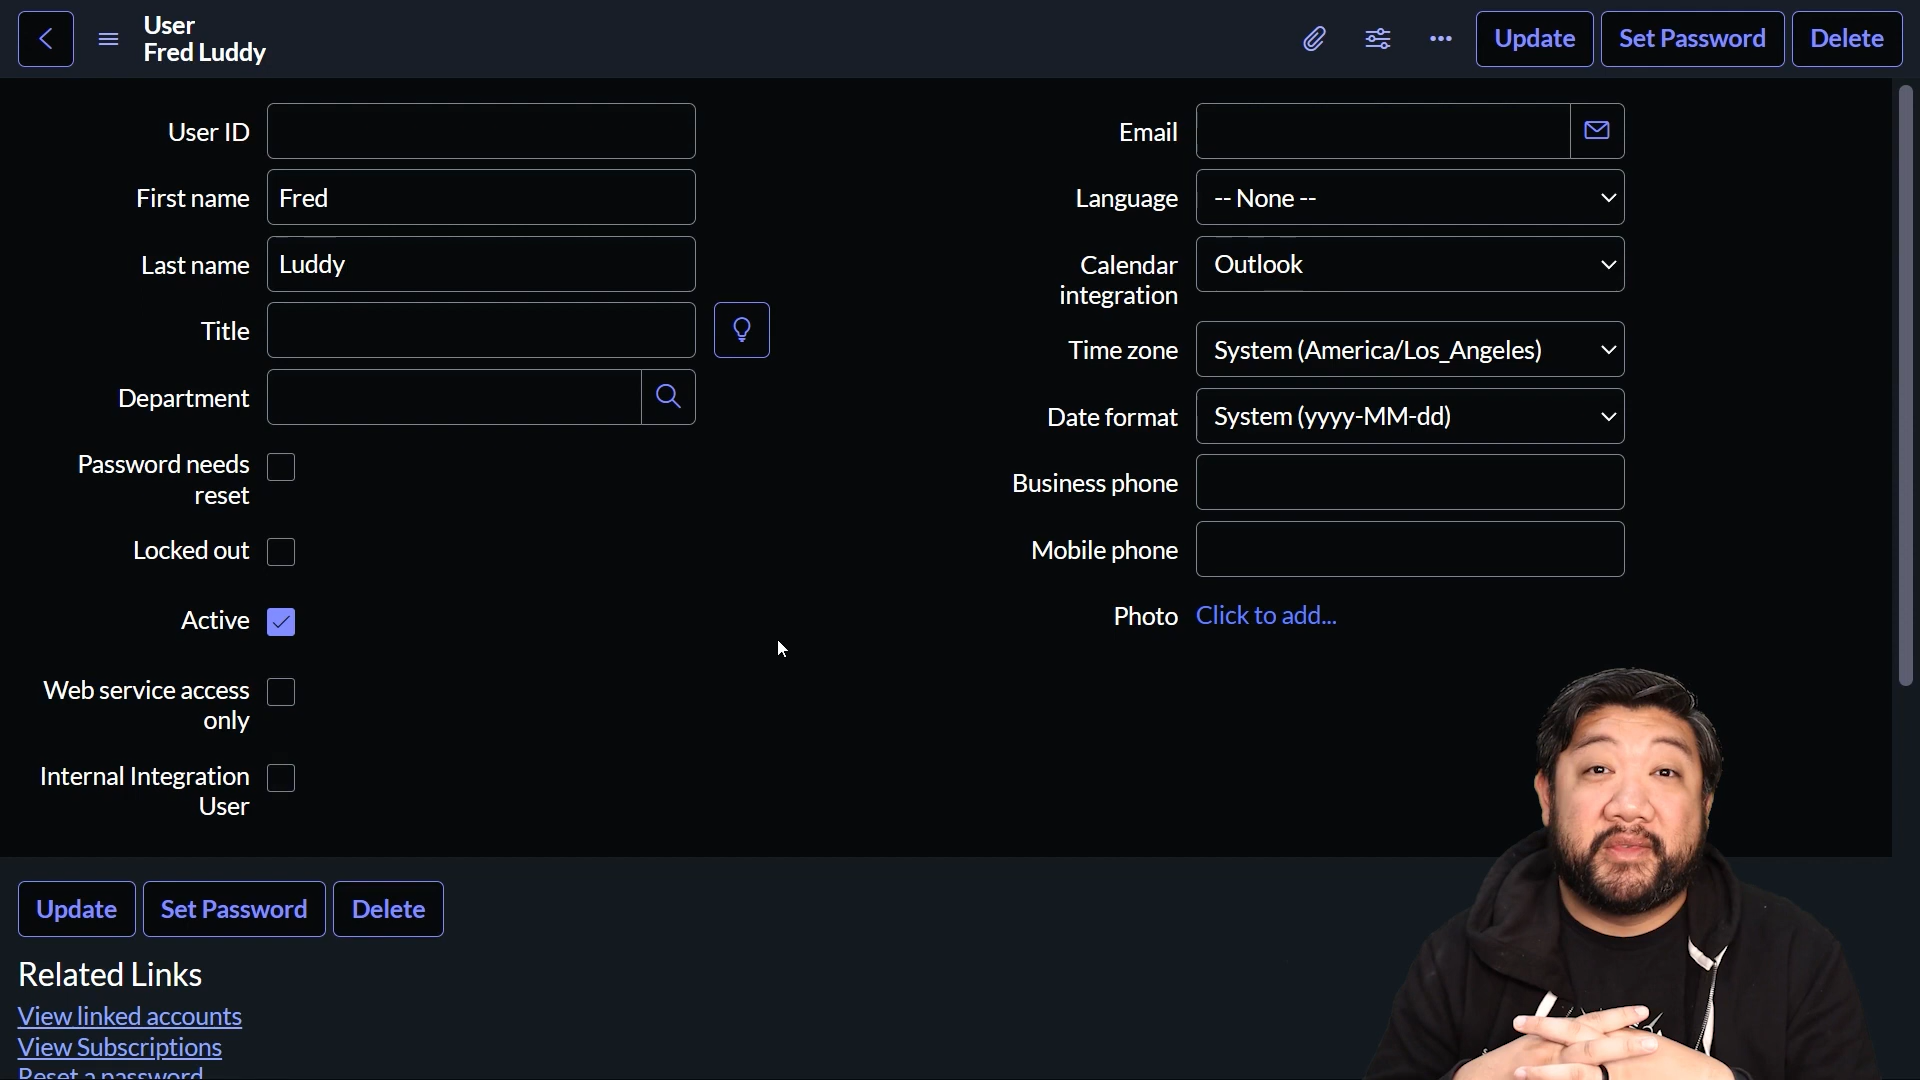 User
Fred Luddy
Update
Set Password
Delete
User ID
First name
Fred
Last name
Luddy
Title
Department
Password needs
reset
Locked out
Active
Web service access
only
Internal Integration
User
Email
Language
-- None --
Calendar
integration
Outlook
Time zone
System (America/Los_Angeles)
Date format
System (yyyy-MM-dd)
Business phone
Mobile phone
Photo
Click to add...
Update
Set Password
Delete
Related Links
View linked accounts
View Subscriptions
Reset a password